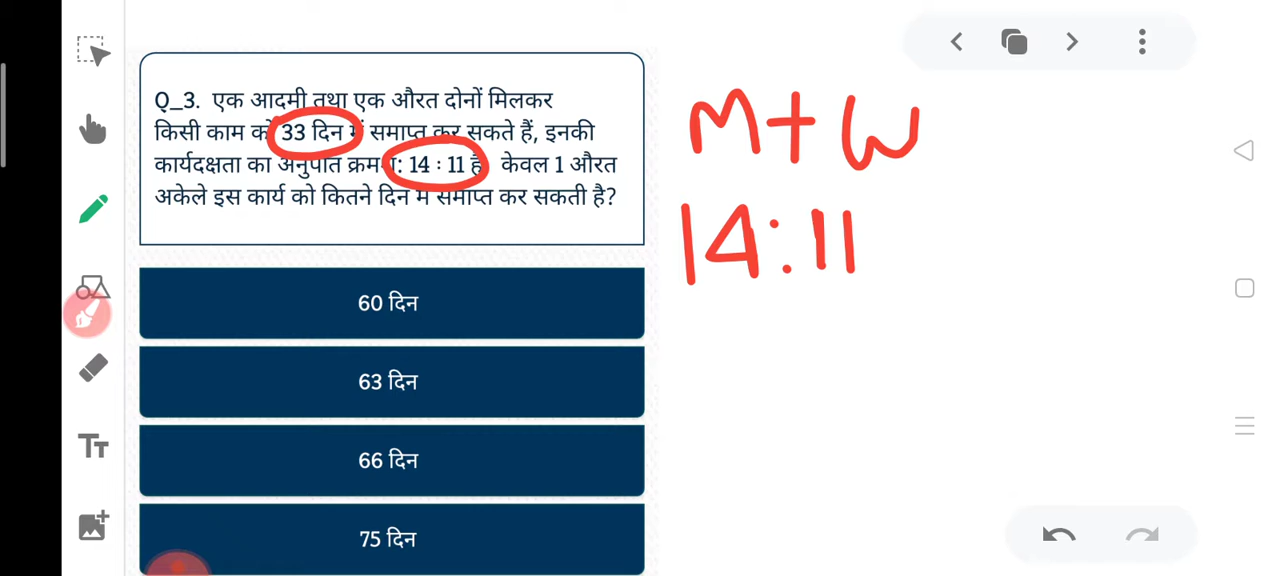 Q_3. एक आदमी तथा एक औरत दोनों मिलकर
किसी काम को 33 दिन में समाप्त कर सकते हैं, इनकी
कार्यदक्षता का अनुपात क्रमश: 14 : 11 है केवल 1 औरत
अकेले इस कार्य को कितने दिन में समाप्त कर सकती है?
60 दिन
63 दिन
66 दिन
75 दिन
M+W
14:11
Tт